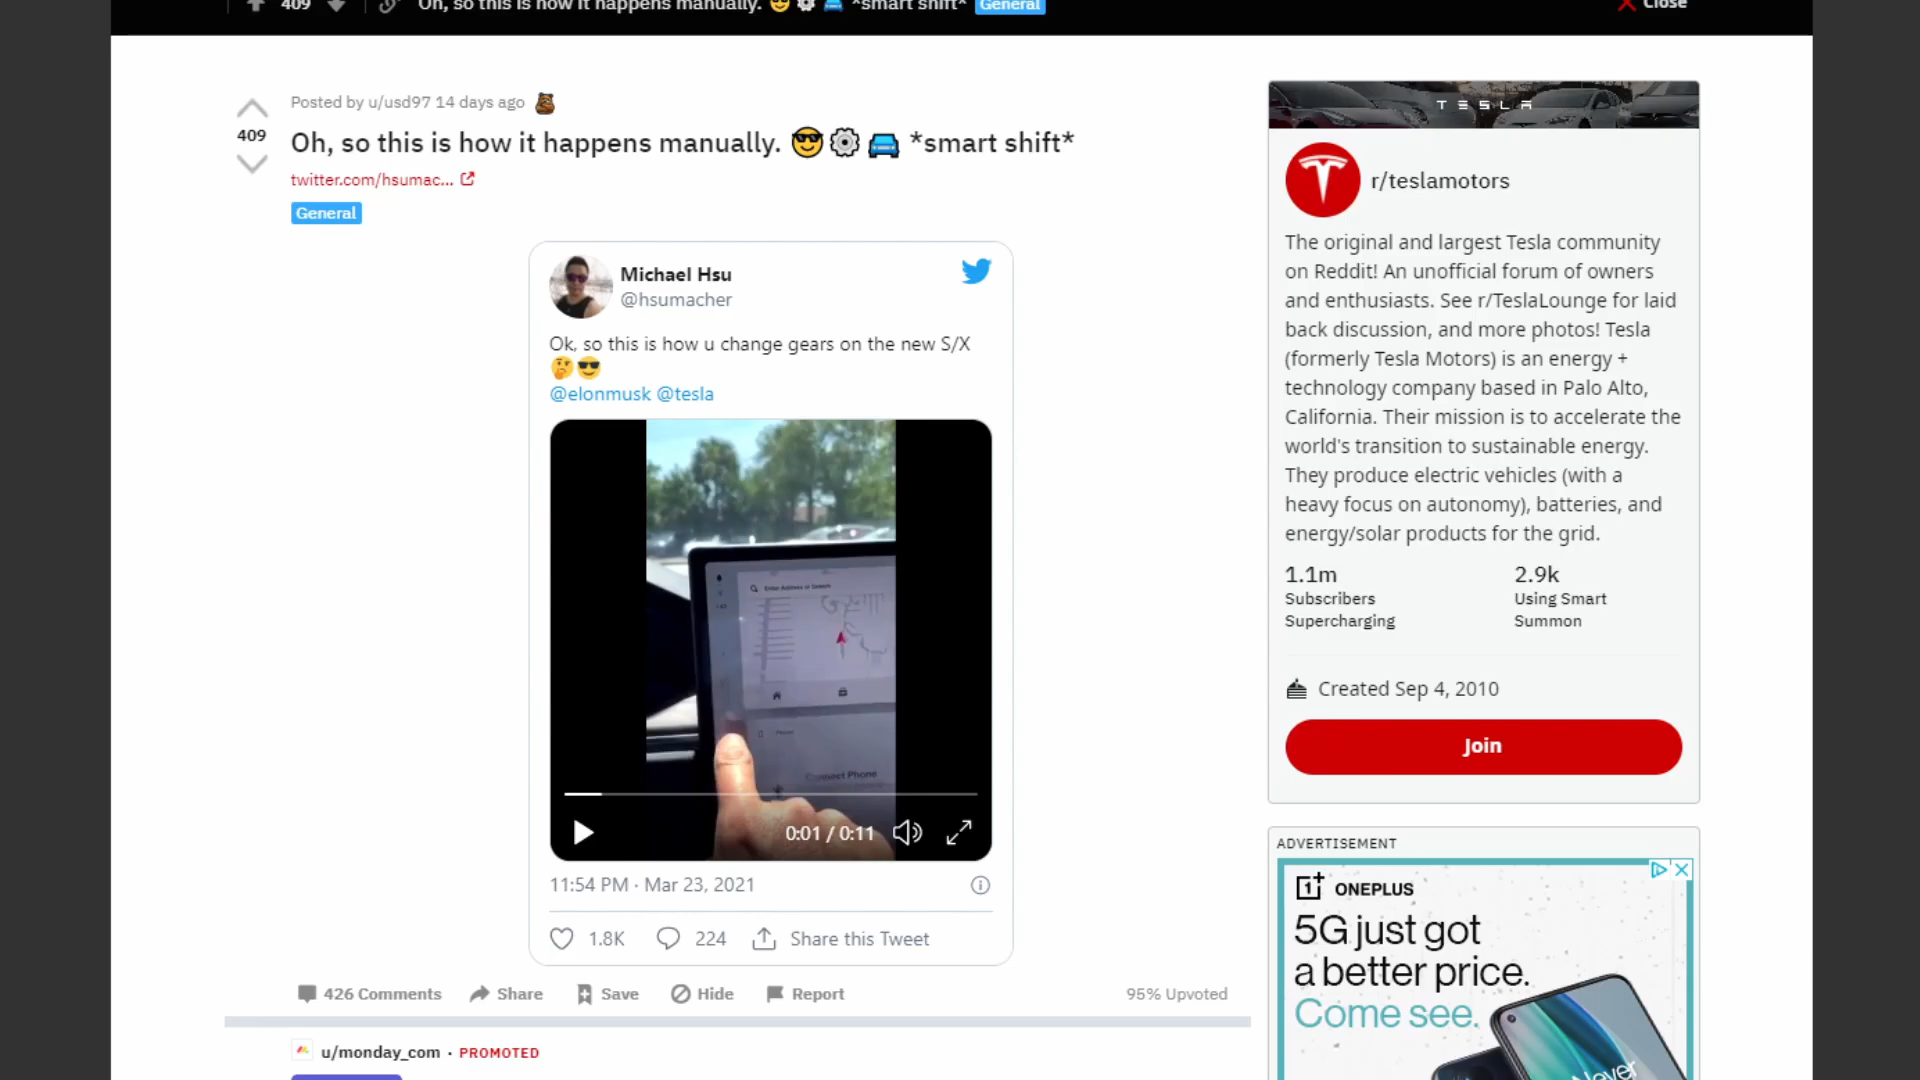 409 Oh, so this is how it happens manually. 😎⚙️🚘 *smart shift* General Close
Posted by u/usd97 14 days ago
409
Oh, so this is how it happens manually. 😎⚙️🚘 *smart shift*
twitter.com/hsumac...
General
Michael Hsu
@hsumacher
Ok, so this is how u change gears on the new S/X
🤔😎
@elonmusk @tesla
Enter Address or Search
Phone
Connect Phone
0:01 / 0:11
11:54 PM · Mar 23, 2021
1.8K 224 Share this Tweet
426 Comments Share Save Hide Report 95% Upvoted
u/monday_com · PROMOTED
TESLA
r/teslamotors
The original and largest Tesla community
on Reddit! An unofficial forum of owners
and enthusiasts. See r/TeslaLounge for laid
back discussion, and more photos! Tesla
(formerly Tesla Motors) is an energy +
technology company based in Palo Alto,
California. Their mission is to accelerate the
world's transition to sustainable energy.
They produce electric vehicles (with a
heavy focus on autonomy), batteries, and
energy/solar products for the grid.
1.1m 2.9k
Subscribers Using Smart
Supercharging Summon
Created Sep 4, 2010
Join
ADVERTISEMENT
ONEPLUS
5G just got
a better price.
Come see.
Never